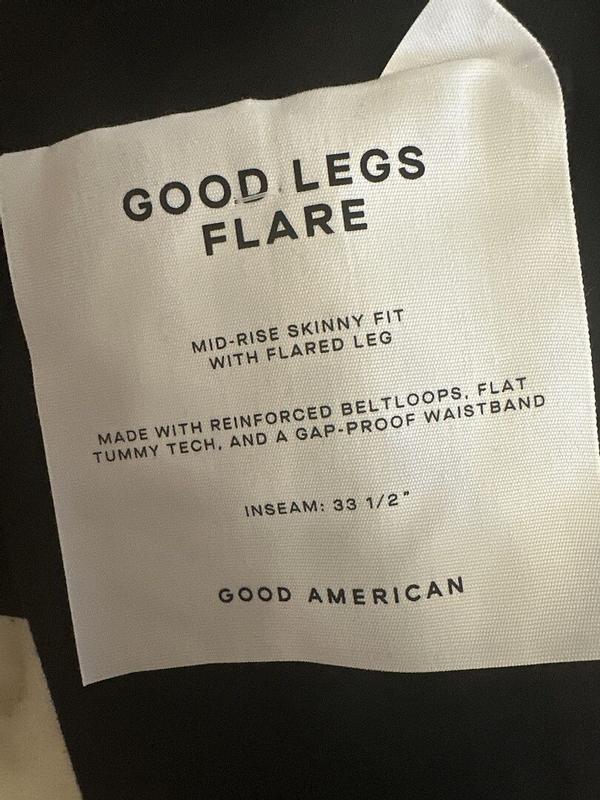 GOOD LEGS
FLARE
MID-RISE SKINNY FIT
WITH FLARED LEG
MADE WITH REINFORCED BELTLOOPS, FLAT
TUMMY TECH, AND A GAP-PROOF WAISTBAND
INSEAM: 33 1/2"
GOOD AMERICAN